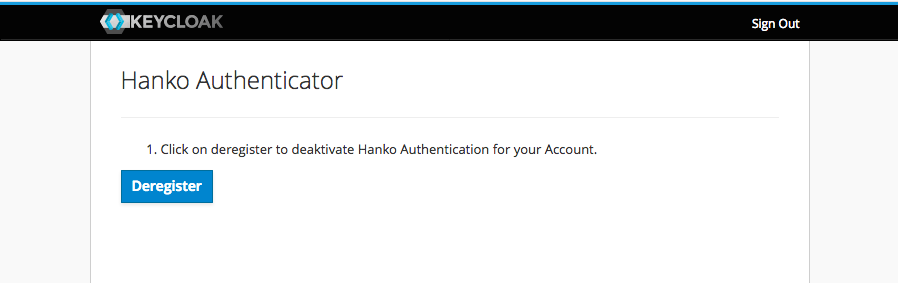 KEYCLOAK
Sign Out
Hanko Authenticator
1. Click on deregister to deaktivate Hanko Authentication for your Account.
Deregister